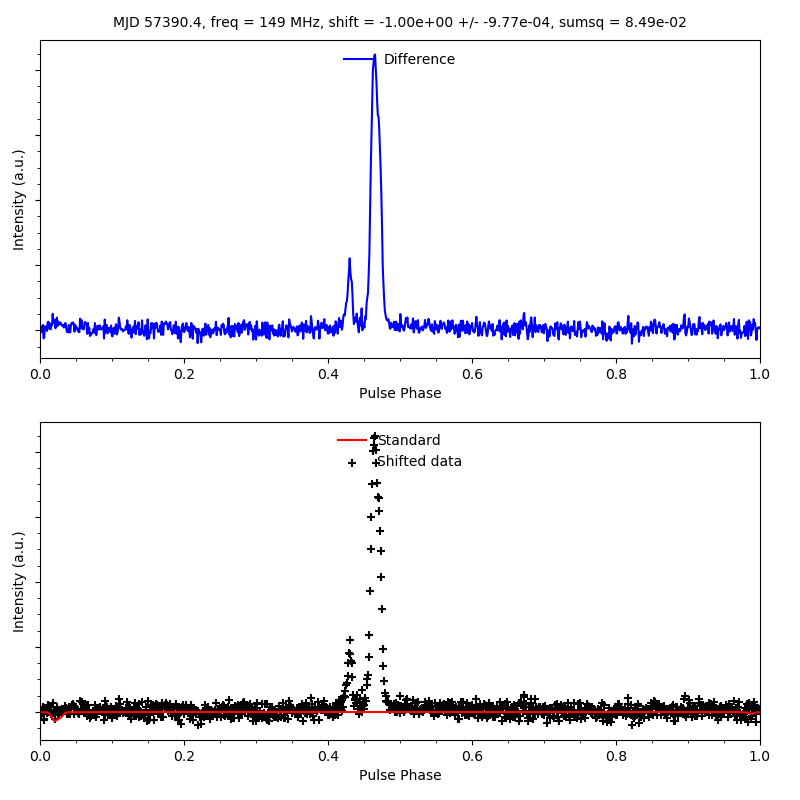 MJD 57390.4, freq = 149 MHz, shift = -1.00e+00 +/- -9.77e-04, sumsq = 8.49e-02
Difference
Intensity (a.u.)
0.0 0.2 0.4 0.6 0.8 1.0
Pulse Phase
Standard
Shifted data
Intensity (a.u.)
0.0 0.2 0.4 0.6 0.8 1.0
Pulse Phase